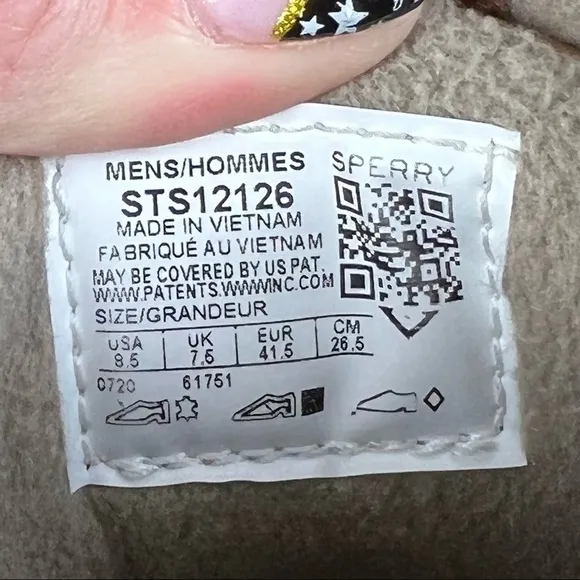 MENS/HOMMES SPERRY
STS12126
MADE IN VIETNAM
FABRIQUÉ AU VIETNAM
MAY BE COVERED BY US PAT.
WWW.PATENTS.WWWINC.COM
SIZE/GRANDEUR
USA UK EUR CM
8.5 7.5 41.5 26.5
0720 61751